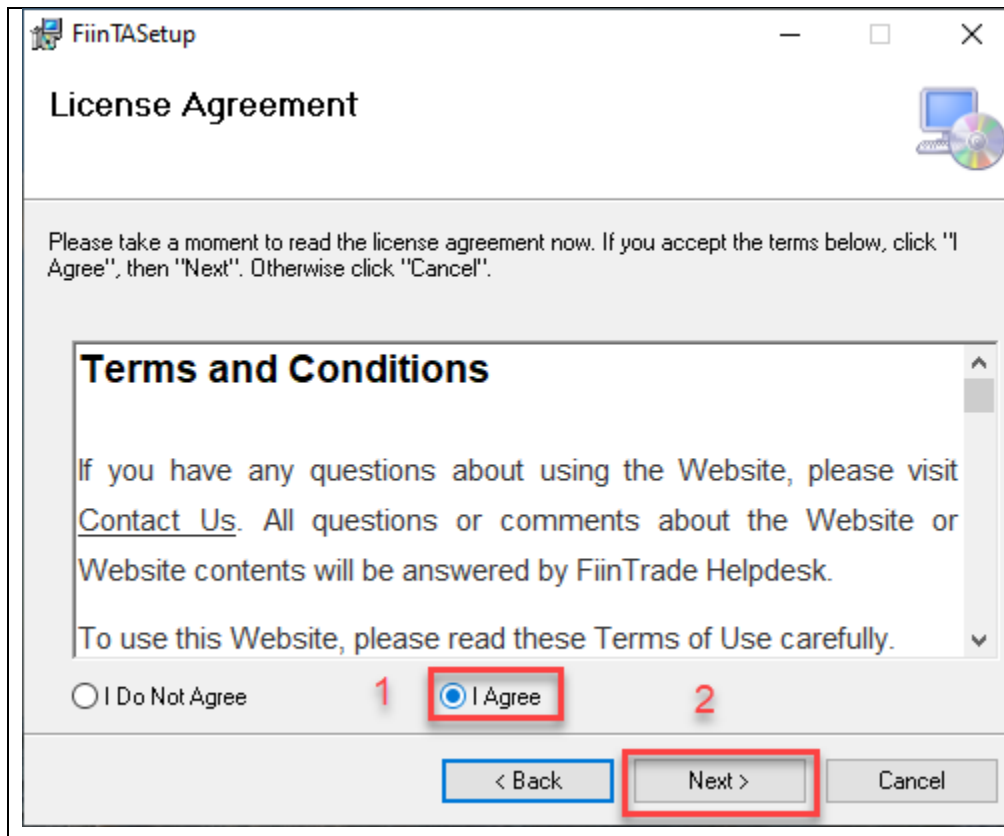 FiinTASetup
License Agreement
Please take a moment to read the license agreement now. If you accept the terms below, click "I
Agree", then "Next". Otherwise click "Cancel".
Terms and Conditions
If you have any questions about using the Website, please visit
Contact Us. All questions or comments about the Website or
Website contents will be answered by FiinTrade Helpdesk.
To use this Website, please read these Terms of Use carefully.
I Do Not Agree 1 I Agree 2
< Back Next > Cancel